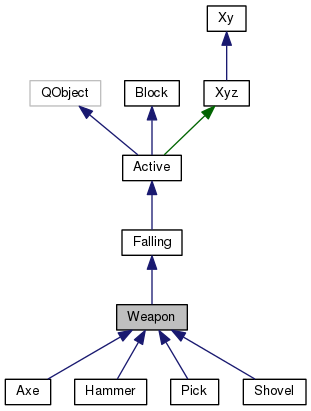 Xy
QObject
Block
Xyz
Active
Falling
Weapon
Axe
Hammer
Pick
Shovel